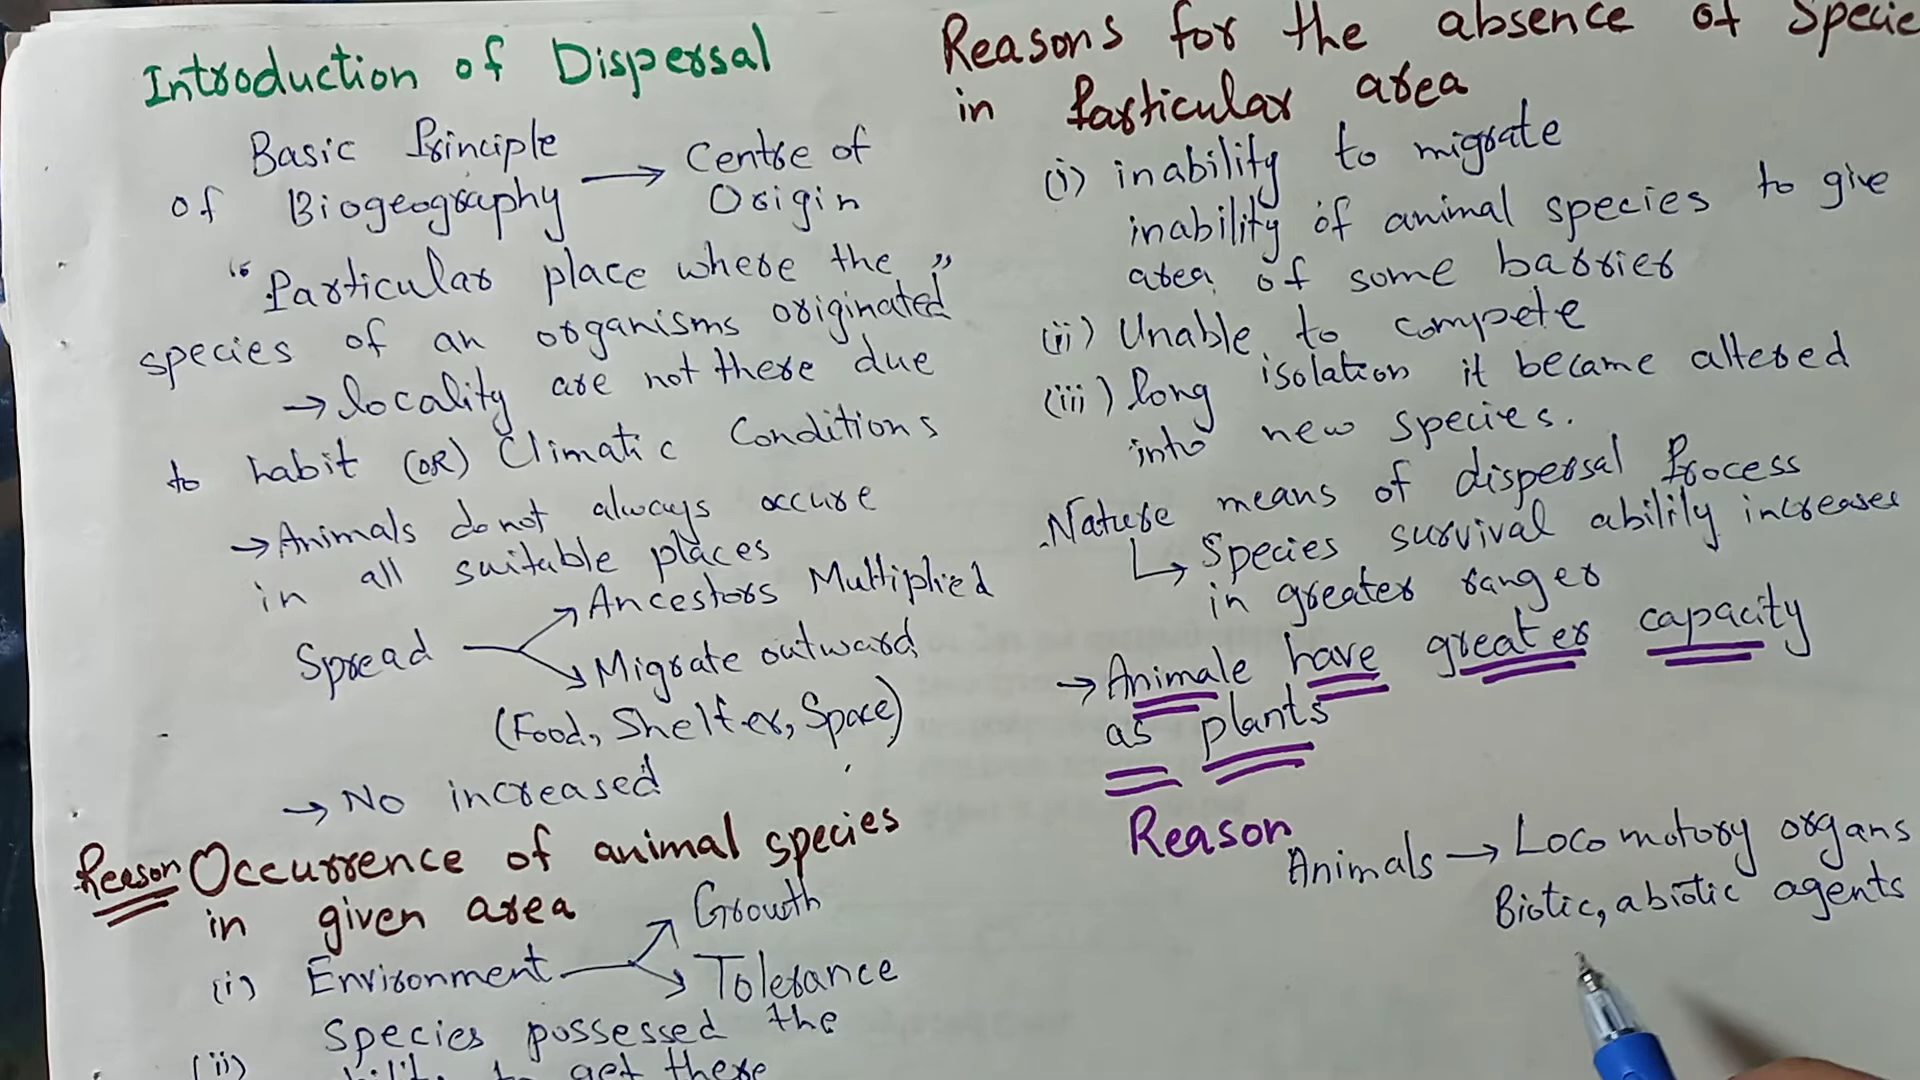 Introduction of Dispersal
Basic Principle
of Biogeography → Centre of
Origin
"Particular place where the "
species of an organisms originated
→ locality are not there due
to habit (OR) Climatic Conditions
→ Animals do not always occure
in all suitable places
Spread → Ancestors Multiplied
→ Migrate outward
(Food, Shelter, Space)
→ No increased
Reason Occurrence of animal species
in given area
(i) Environment → Growth
→ Tolerance
Species possessed the
(ii) to get there
Reasons for the absence of Specie
in Particular area
(i) inability to migrate
inability of animal species to give
area of some barrier
(ii) Unable to compete
(iii) long isolation it became altered
into new species.
Nature means of dispersal Process
↳ Species survival ability increases
in greater ranger
→ Animale have greater capacity
as plants
Reason
Animals → Loco motory organs
Biotic, abiotic agents